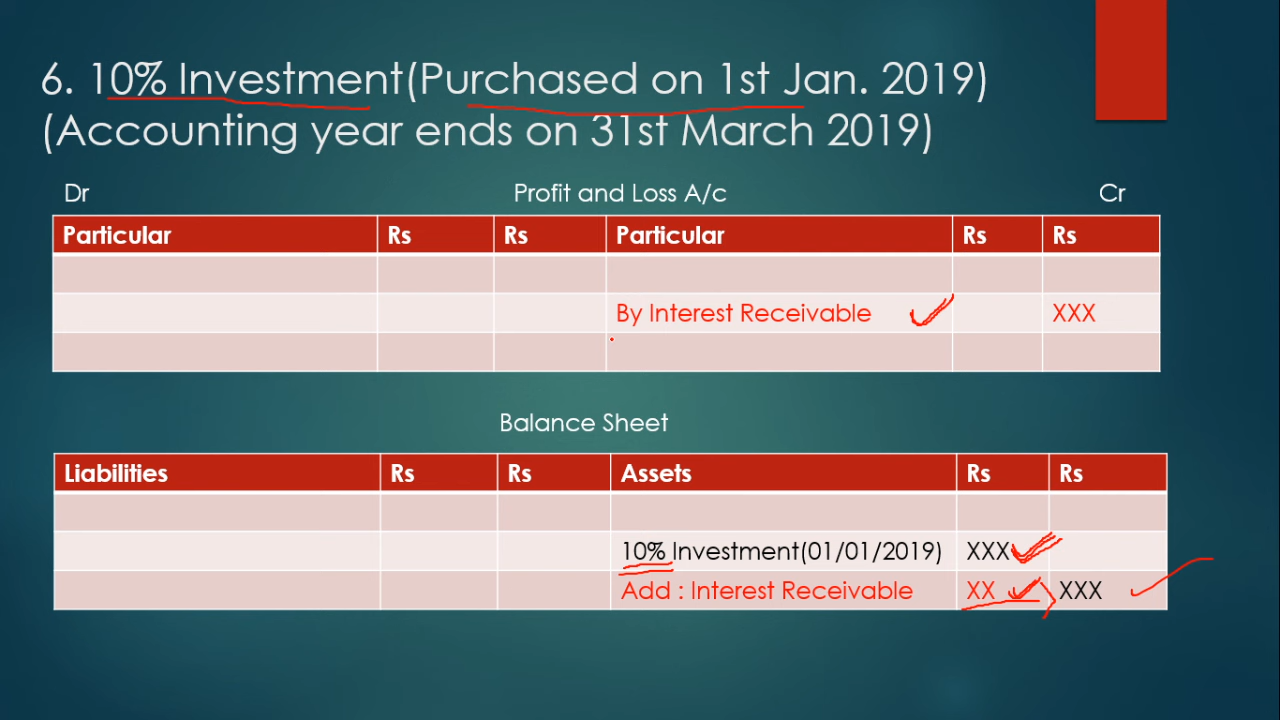 6. 10% Investment(Purchased on 1st Jan. 2019)
(Accounting year ends on 31st March 2019)
Dr Profit and Loss A/c Cr
Particular Rs Rs Particular Rs Rs
By Interest Receivable XXX
Balance Sheet
Liabilities Rs Rs Assets Rs Rs
10% Investment(01/01/2019) XXX
Add : Interest Receivable XX XXX